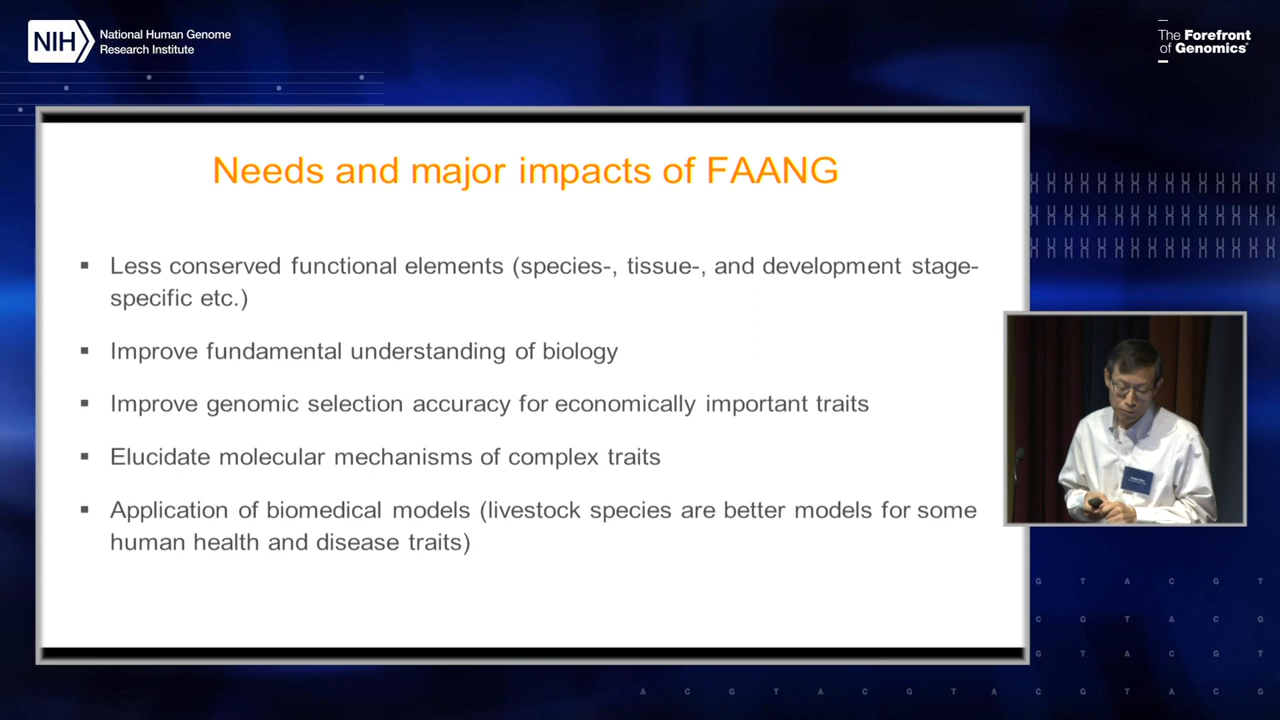 NIH National Human Genome
Research Institute
The Forefront
of Genomics®
Needs and major impacts of FAANG
▪ Less conserved functional elements (species-, tissue-, and development stage-
specific etc.)
▪ Improve fundamental understanding of biology
▪ Improve genomic selection accuracy for economically important traits
▪ Elucidate molecular mechanisms of complex traits
▪ Application of biomedical models (livestock species are better models for some
human health and disease traits)
G T A C G T
C G T A C G
G T A C G T
A C G T A C G T A C G T A C G